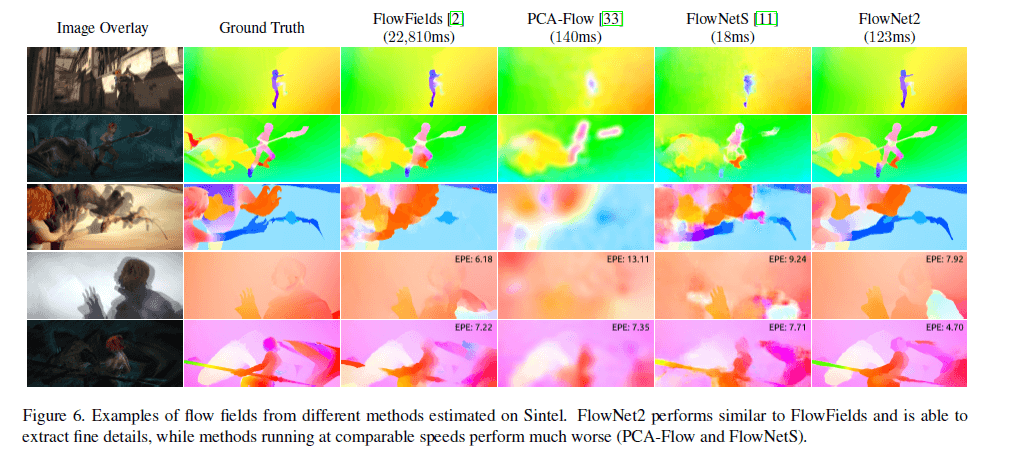 Image Overlay
Ground Truth
FlowFields [2]
(22,810ms)
PCA-Flow [33]
(140ms)
FlowNetS [11]
(18ms)
FlowNet2
(123ms)
EPE: 6.18
EPE: 13.11
EPE: 9.24
EPE: 7.92
EPE: 7.22
EPE: 7.35
EPE: 7.71
EPE: 4.70
Figure 6. Examples of flow fields from different methods estimated on Sintel. FlowNet2 performs similar to FlowFields and is able to
extract fine details, while methods running at comparable speeds perform much worse (PCA-Flow and FlowNetS).